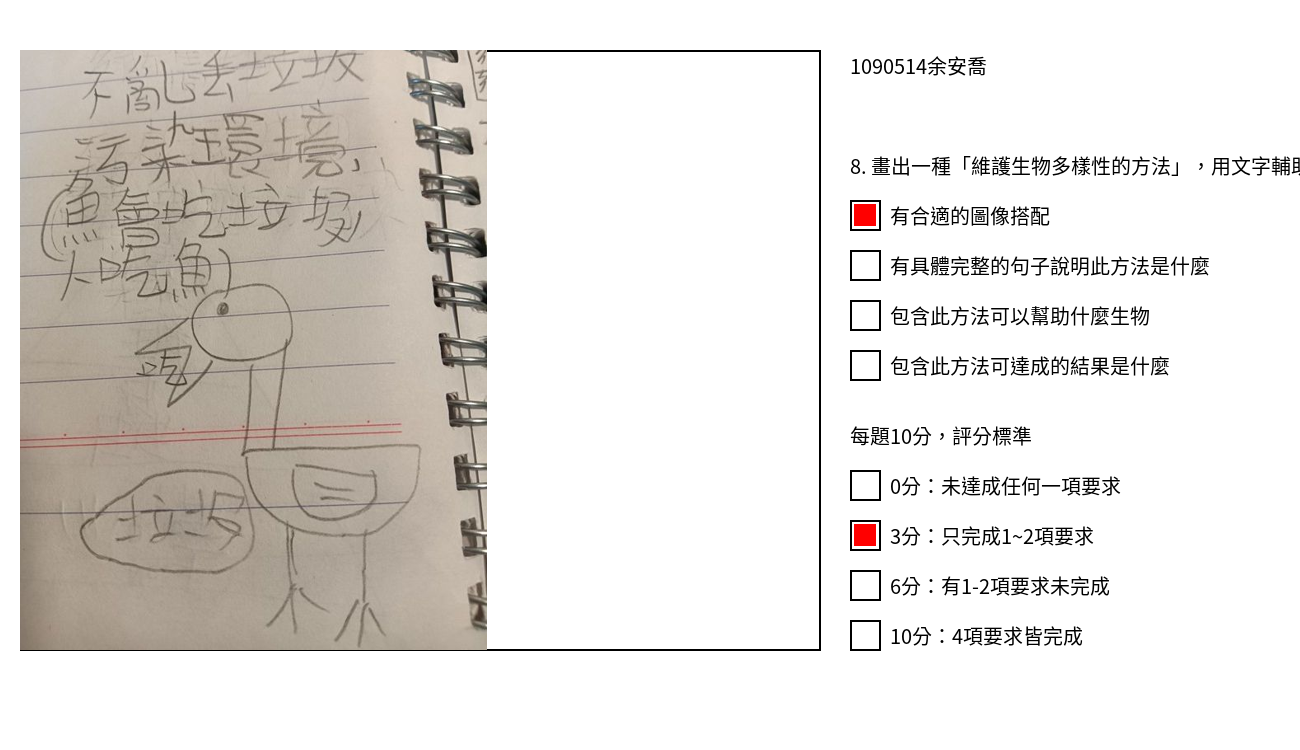 不亂丟垃圾
污染環境,
(魚會吃垃圾
人吃魚)
嗯
垃圾
1090514余安喬
8. 畫出一種「維護生物多樣性的方法」，用文字輔助
有合適的圖像搭配
有具體完整的句子說明此方法是什麼
包含此方法可以幫助什麼生物
包含此方法可達成的結果是什麼
每題10分，評分標準
0分：未達成任何一項要求
3分：只完成1~2項要求
6分：有1-2項要求未完成
10分：4項要求皆完成